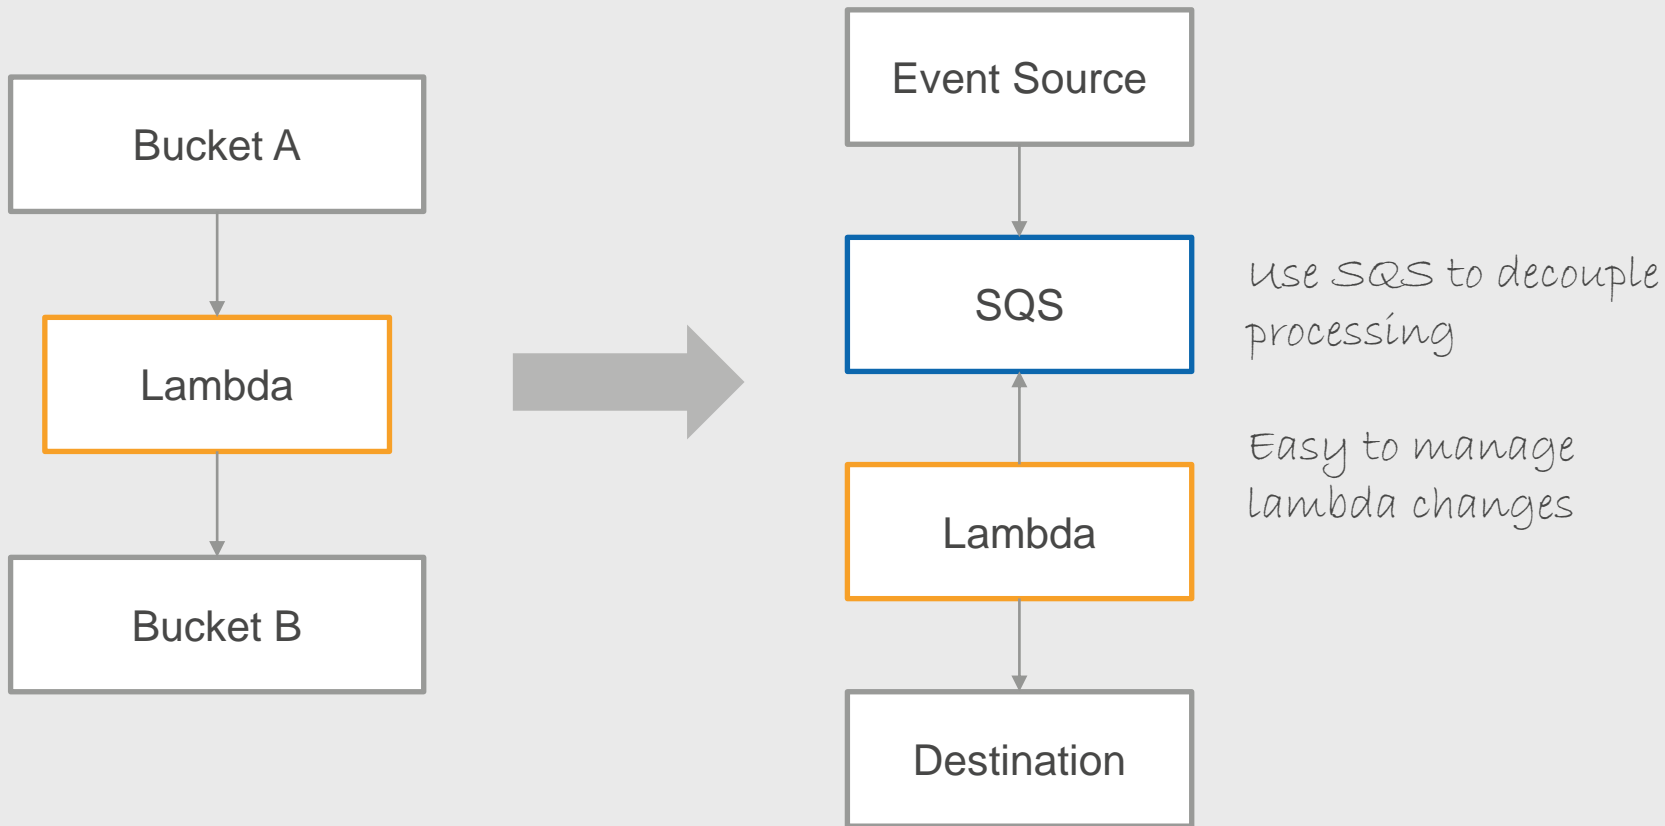 Bucket A
Lambda
Bucket B
Event Source
SQS
Lambda
Destination
Use SQS to decouple
processing
Easy to manage
lambda changes